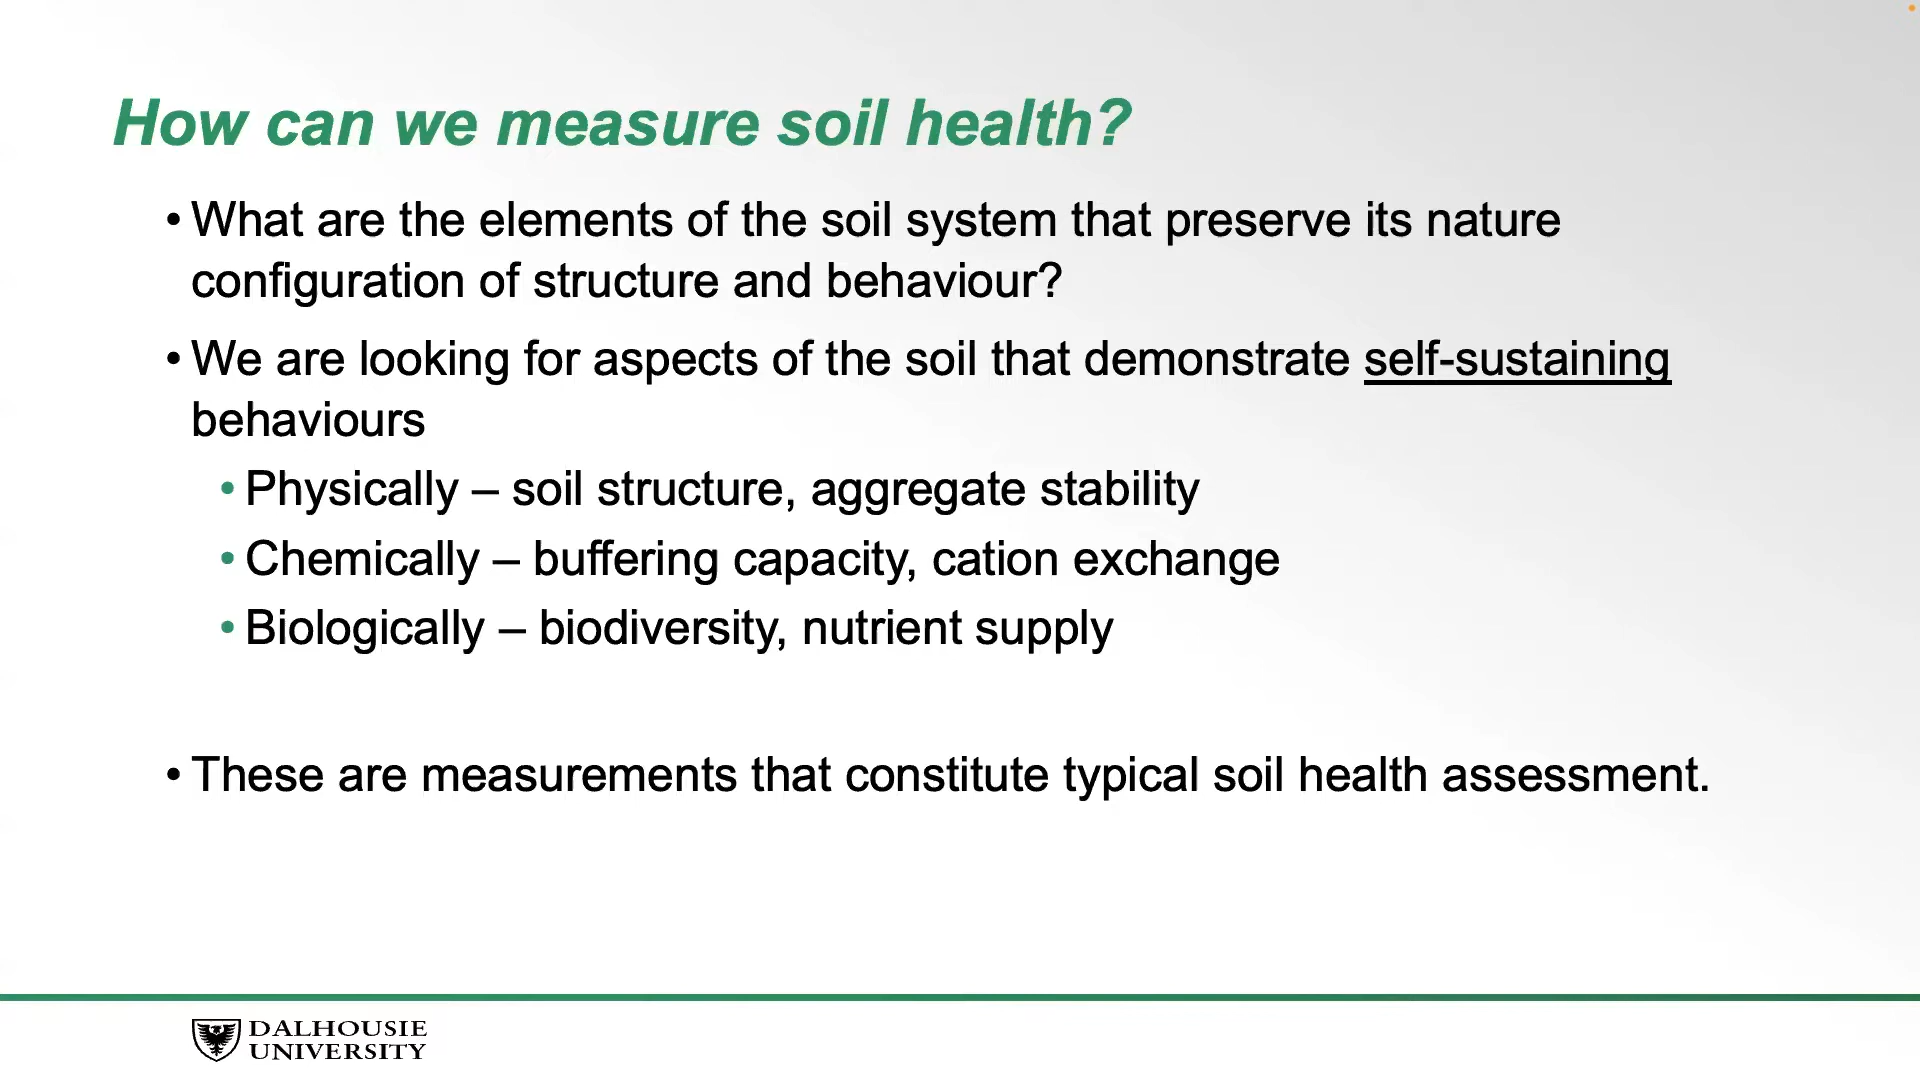 How can we measure soil health?
• What are the elements of the soil system that preserve its nature
configuration of structure and behaviour?
• We are looking for aspects of the soil that demonstrate self-sustaining
behaviours
• Physically – soil structure, aggregate stability
• Chemically – buffering capacity, cation exchange
• Biologically – biodiversity, nutrient supply
• These are measurements that constitute typical soil health assessment.
DALHOUSIE
UNIVERSITY